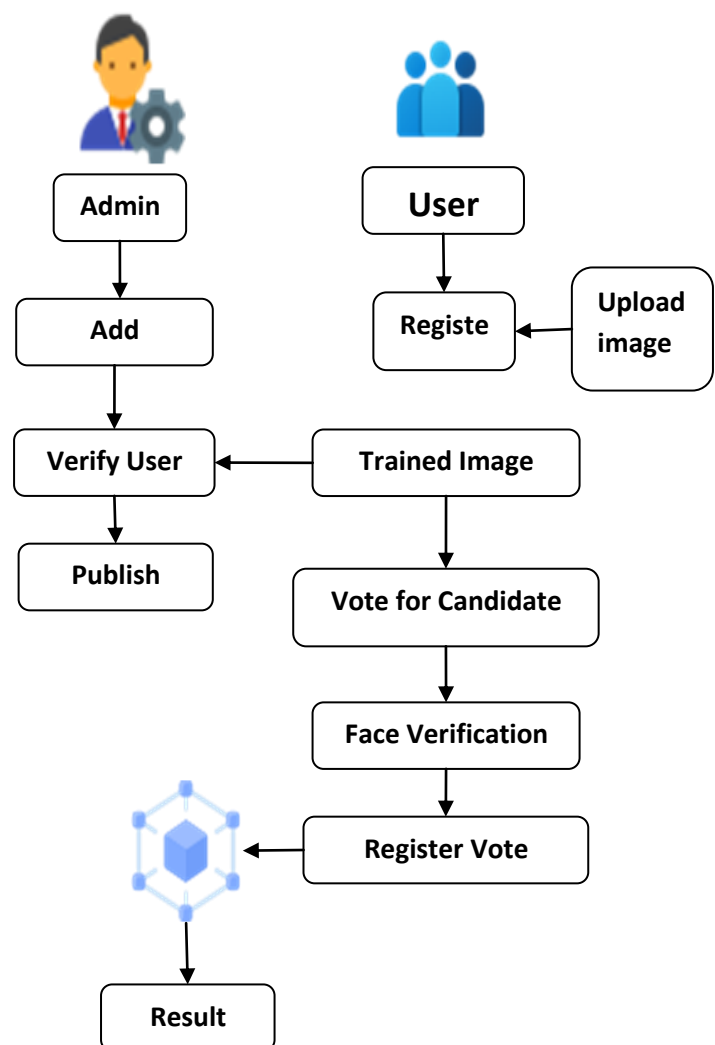 Admin
User
Add
Registe
Upload
image
Verify User
Trained Image
Publish
Vote for Candidate
Face Verification
Register Vote
Result